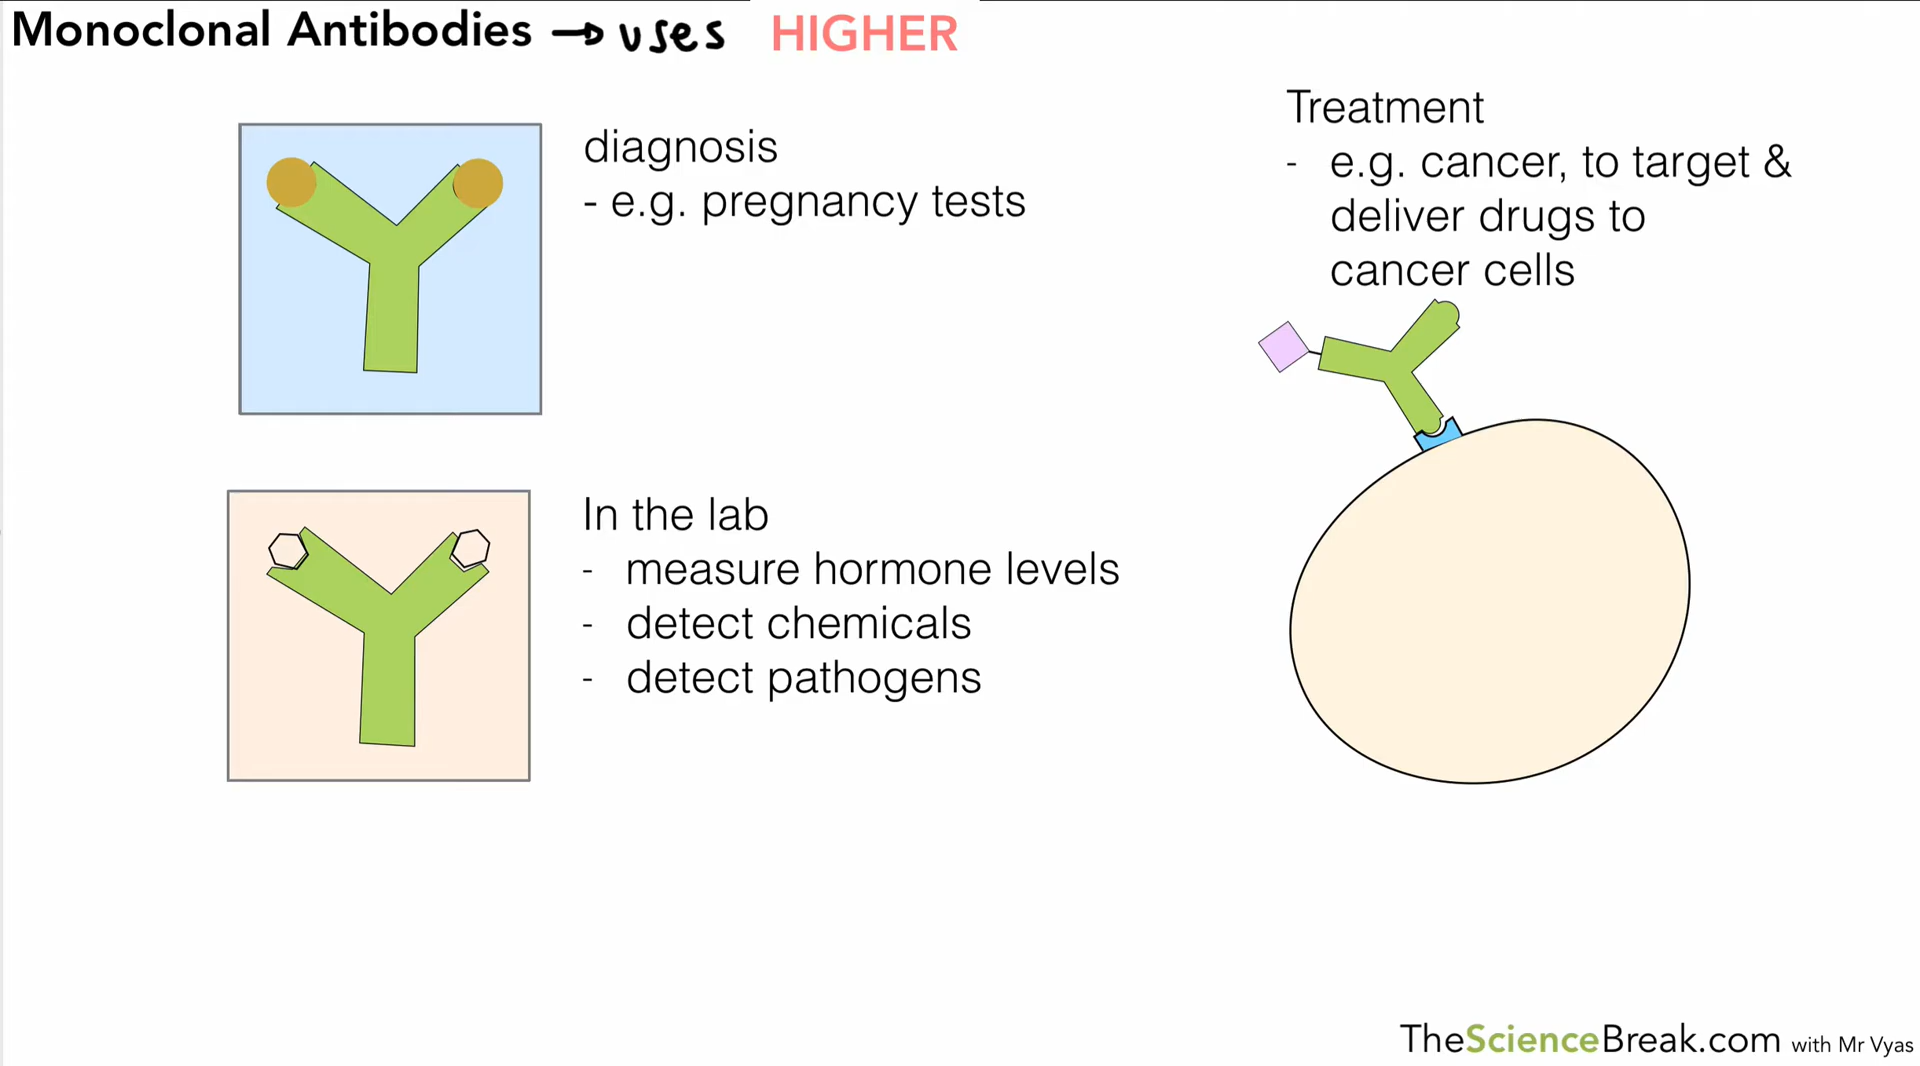 Monoclonal Antibodies → uses HIGHER
diagnosis
- e.g. pregnancy tests
In the lab
- measure hormone levels
- detect chemicals
- detect pathogens
Treatment
- e.g. cancer, to target &
deliver drugs to
cancer cells
TheScienceBreak.com with Mr Vyas